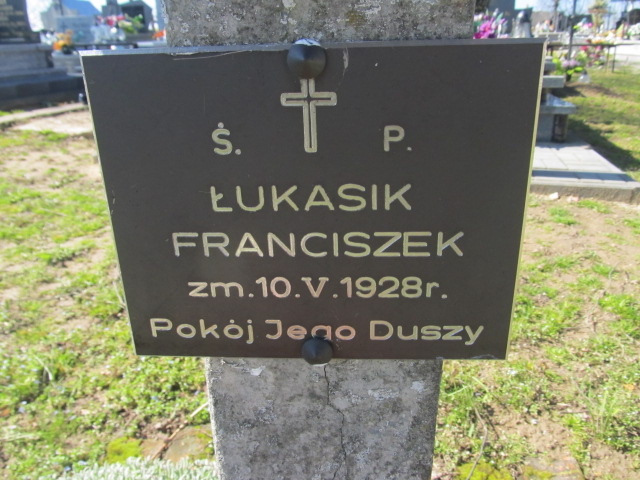 Ś. P.
ŁUKASIK
FRANCISZEK
zm.10.V.1928r.
Pokój Jego Duszy